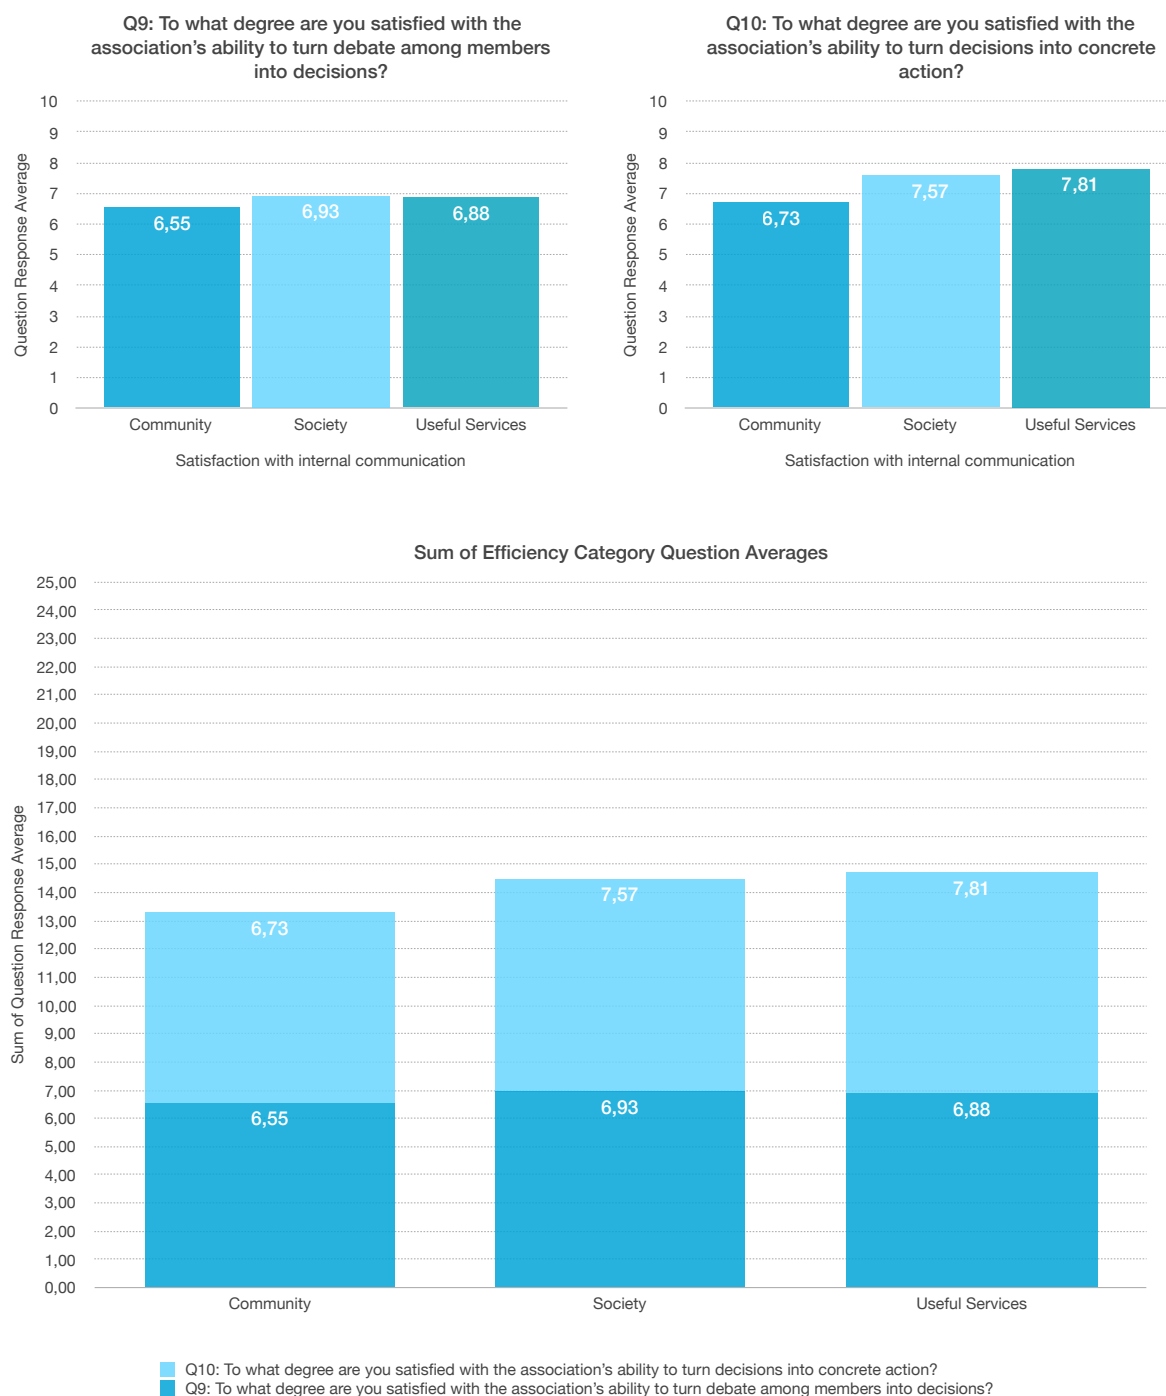 Q9: To what degree are you satisfied with the
association’s ability to turn debate among members
into decisions?
10
9
8
7
6
5
4
3
2
1
0
Question Response Average
6,55
6,93
6,88
Community
Society
Useful Services
Satisfaction with internal communication
Q10: To what degree are you satisfied with the
association’s ability to turn decisions into concrete
action?
10
9
8
7
6
5
4
3
2
1
0
Question Response Average
6,73
7,57
7,81
Community
Society
Useful Services
Satisfaction with internal communication
Sum of Efficiency Category Question Averages
25,00
24,00
23,00
22,00
21,00
20,00
19,00
18,00
17,00
16,00
15,00
14,00
13,00
12,00
11,00
10,00
9,00
8,00
7,00
6,00
5,00
4,00
3,00
2,00
1,00
0,00
Sum of Question Response Average
6,73
7,57
7,81
6,55
6,93
6,88
Community
Society
Useful Services
Q10: To what degree are you satisfied with the association’s ability to turn decisions into concrete action?
Q9: To what degree are you satisfied with the association’s ability to turn debate among members into decisions?